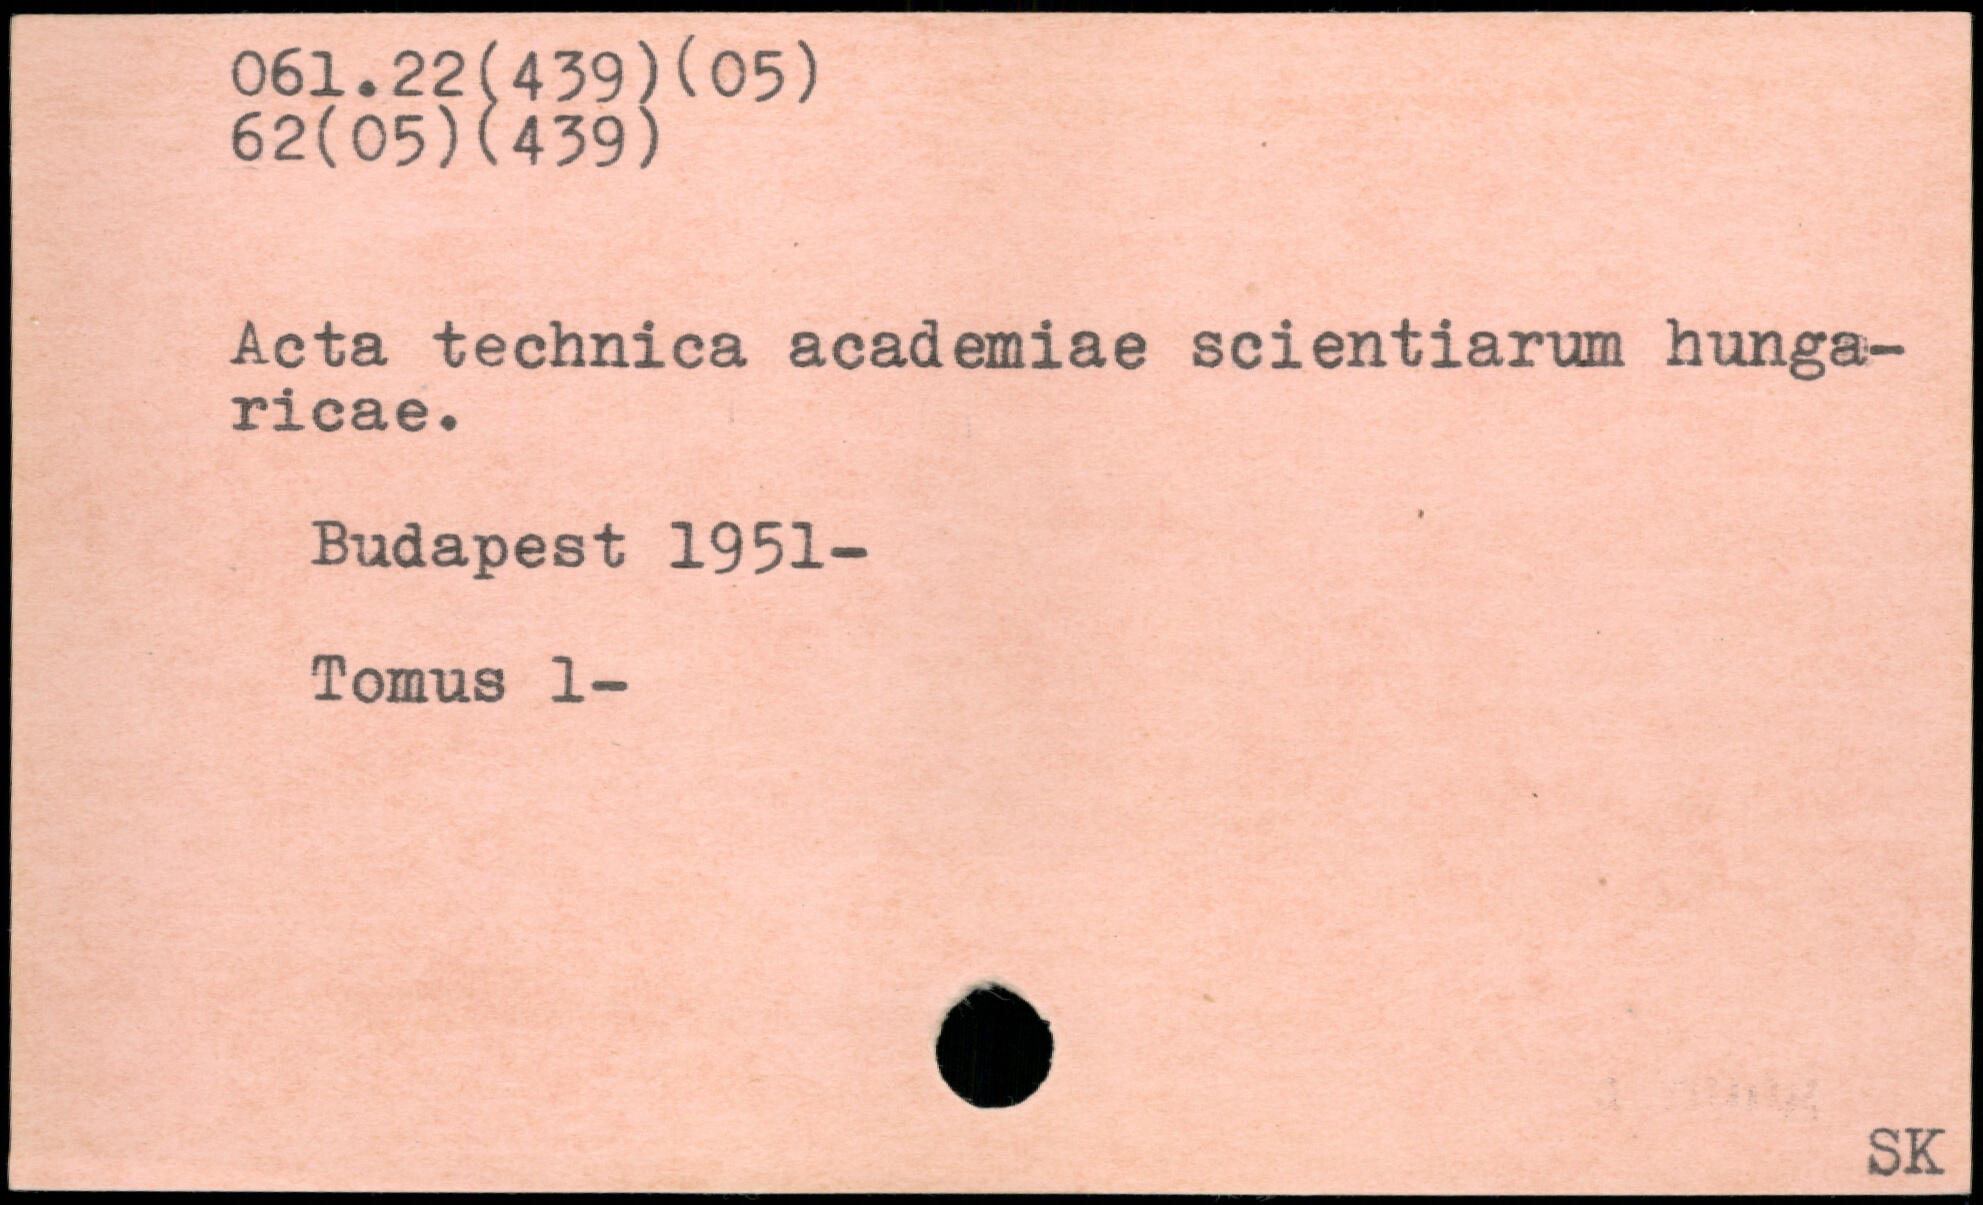 061.22(439)(05)
62(05)(439)
Acta technica academiae scientiarum hunga-
ricae.
Budapest 1951-
Tomus 1-
SK